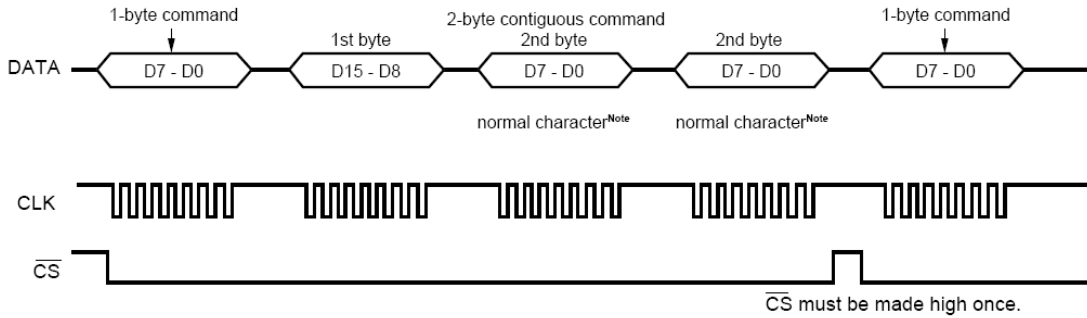 1-byte command
2-byte contiguous command
1-byte command
1st byte
2nd byte
2nd byte
DATA
D7 - D0
D15 - D8
D7 - D0
D7 - D0
D7 - D0
normal characterNote
normal characterNote
CLK
CS
CS must be made high once.